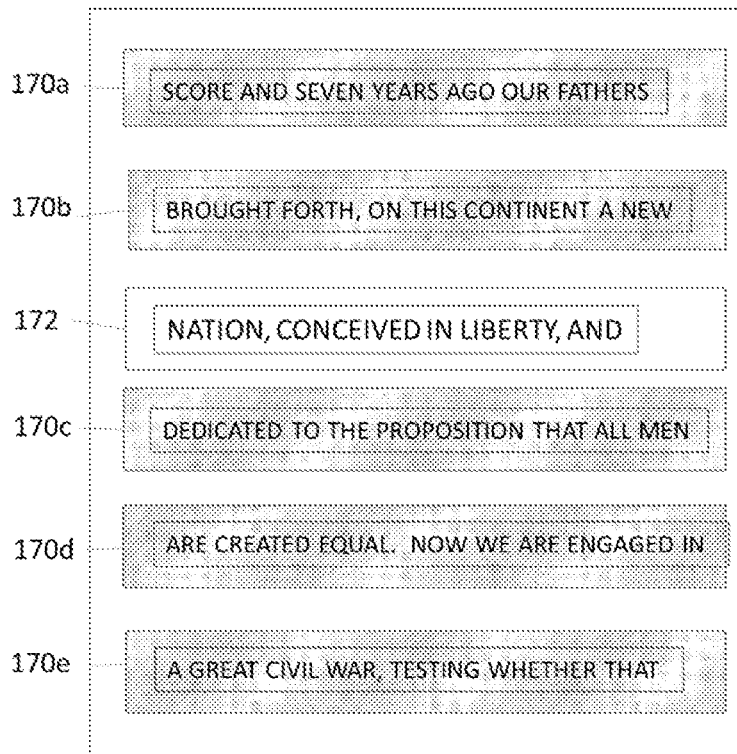 170a SCORE AND SEVEN YEARS AGO OUR FATHERS
170b BROUGHT FORTH, ON THIS CONTINENT A NEW
172 NATION, CONCEIVED IN LIBERTY, AND
170c DEDICATED TO THE PROPOSITION THAT ALL MEN
170d ARE CREATED EQUAL. NOW WE ARE ENGAGED IN
170e A GREAT CIVIL WAR, TESTING WHETHER THAT